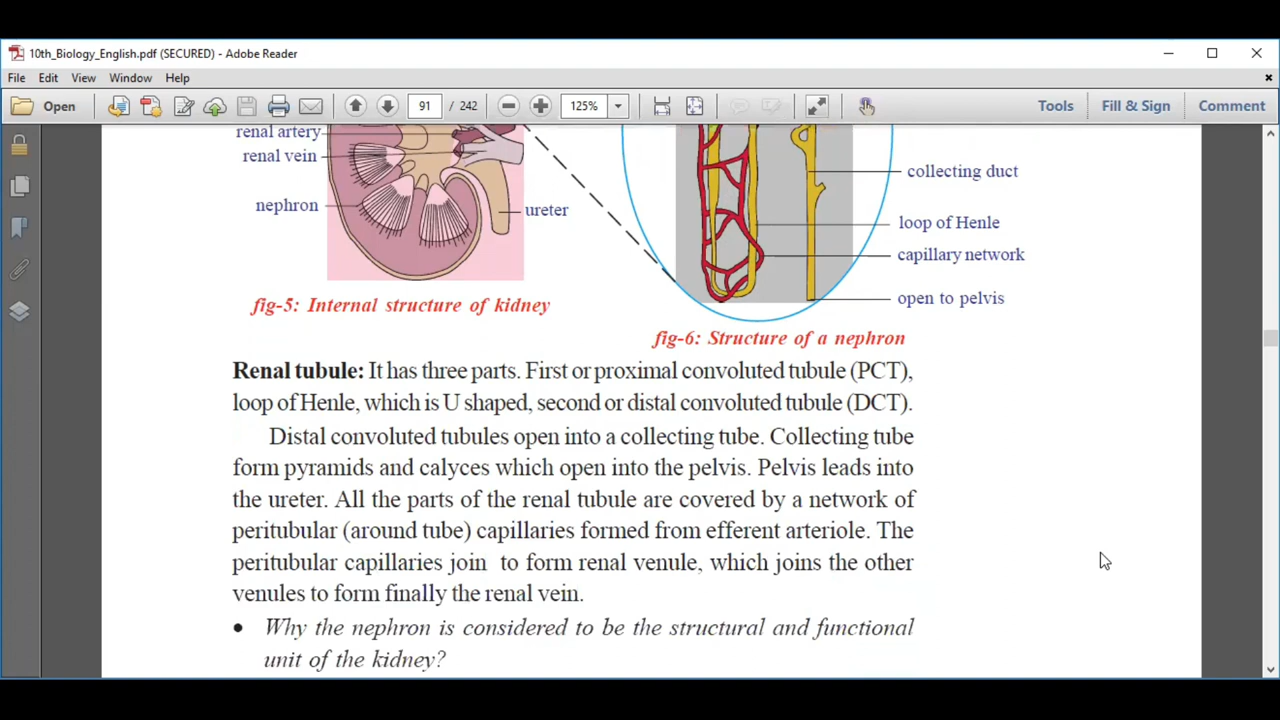 10th_Biology_English.pdf (SECURED) - Adobe Reader
File Edit View Window Help
Open 91 / 242 125% Tools Fill & Sign Comment
renal artery
renal vein
nephron
ureter
collecting duct
loop of Henle
capillary network
open to pelvis
fig-5: Internal structure of kidney
fig-6: Structure of a nephron
Renal tubule: It has three parts. First or proximal convoluted tubule (PCT),
loop of Henle, which is U shaped, second or distal convoluted tubule (DCT).
Distal convoluted tubules open into a collecting tube. Collecting tube
form pyramids and calyces which open into the pelvis. Pelvis leads into
the ureter. All the parts of the renal tubule are covered by a network of
peritubular (around tube) capillaries formed from efferent arteriole. The
peritubular capillaries join to form renal venule, which joins the other
venules to form finally the renal vein.
• Why the nephron is considered to be the structural and functional
unit of the kidney?